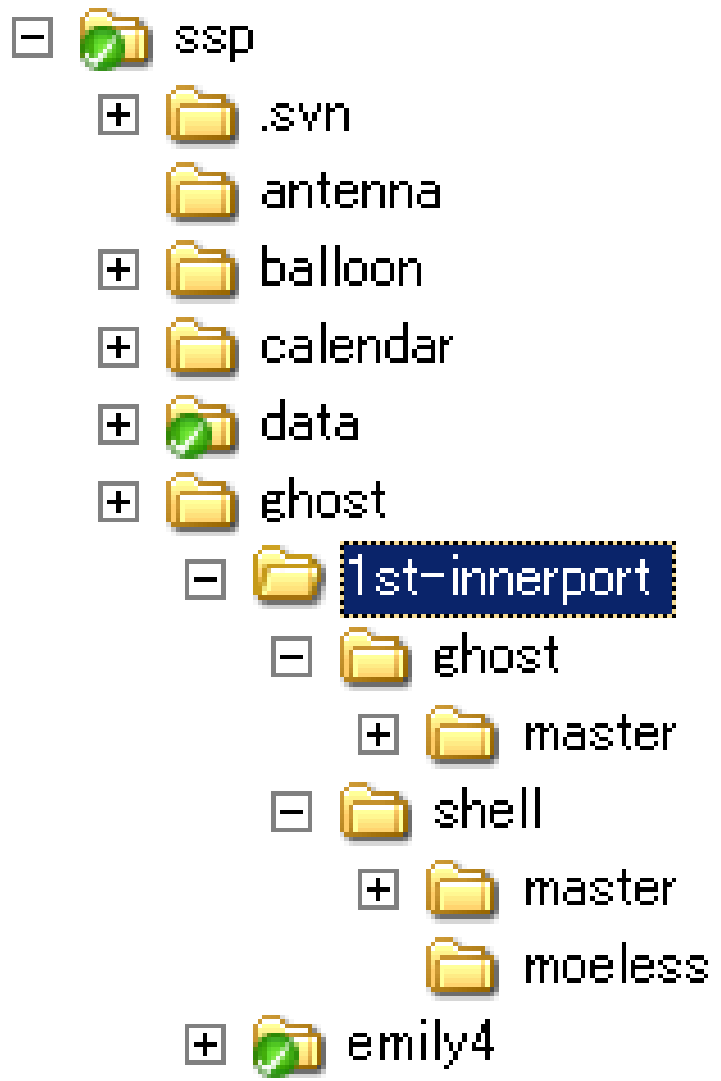 ssp
.svn
antenna
balloon
calendar
data
ghost
1st-innerport
ghost
master
shell
master
moeless
emily4